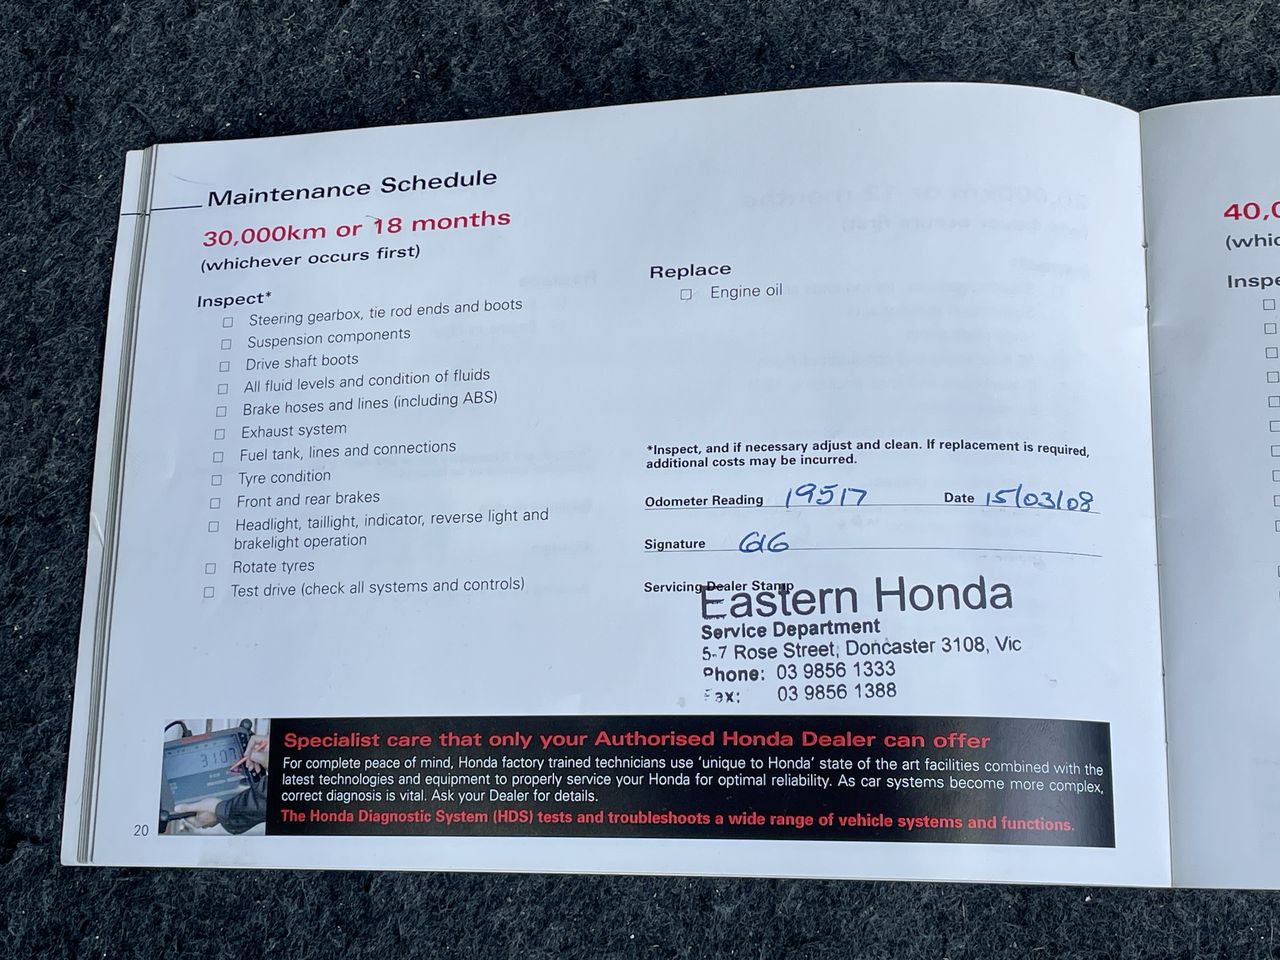 Maintenance Schedule
30,000km or 18 months
(whichever occurs first)
Inspect*
Steering gearbox, tie rod ends and boots
Suspension components
Drive shaft boots
All fluid levels and condition of fluids
Brake hoses and lines (including ABS)
Exhaust system
Fuel tank, lines and connections
Tyre condition
Front and rear brakes
Headlight, taillight, indicator, reverse light and
brakelight operation
Rotate tyres
Test drive (check all systems and controls)
Replace
Engine oil
*Inspect, and if necessary adjust and clean. If replacement is required,
additional costs may be incurred.
Odometer Reading 19517 Date 15/03/08
Signature
Servicing Dealer Stamp
Eastern Honda
Service Department
5-7 Rose Street, Doncaster 3108, Vic
Phone: 03 9856 1333
Fax: 03 9856 1388
3107
Specialist care that only your Authorised Honda Dealer can offer
For complete peace of mind, Honda factory trained technicians use 'unique to Honda' state of the art facilities combined with the
latest technologies and equipment to properly service your Honda for optimal reliability. As car systems become more complex,
correct diagnosis is vital. Ask your Dealer for details.
The Honda Diagnostic System (HDS) tests and troubleshoots a wide range of vehicle systems and functions.
20
40,0
(whic
Inspe